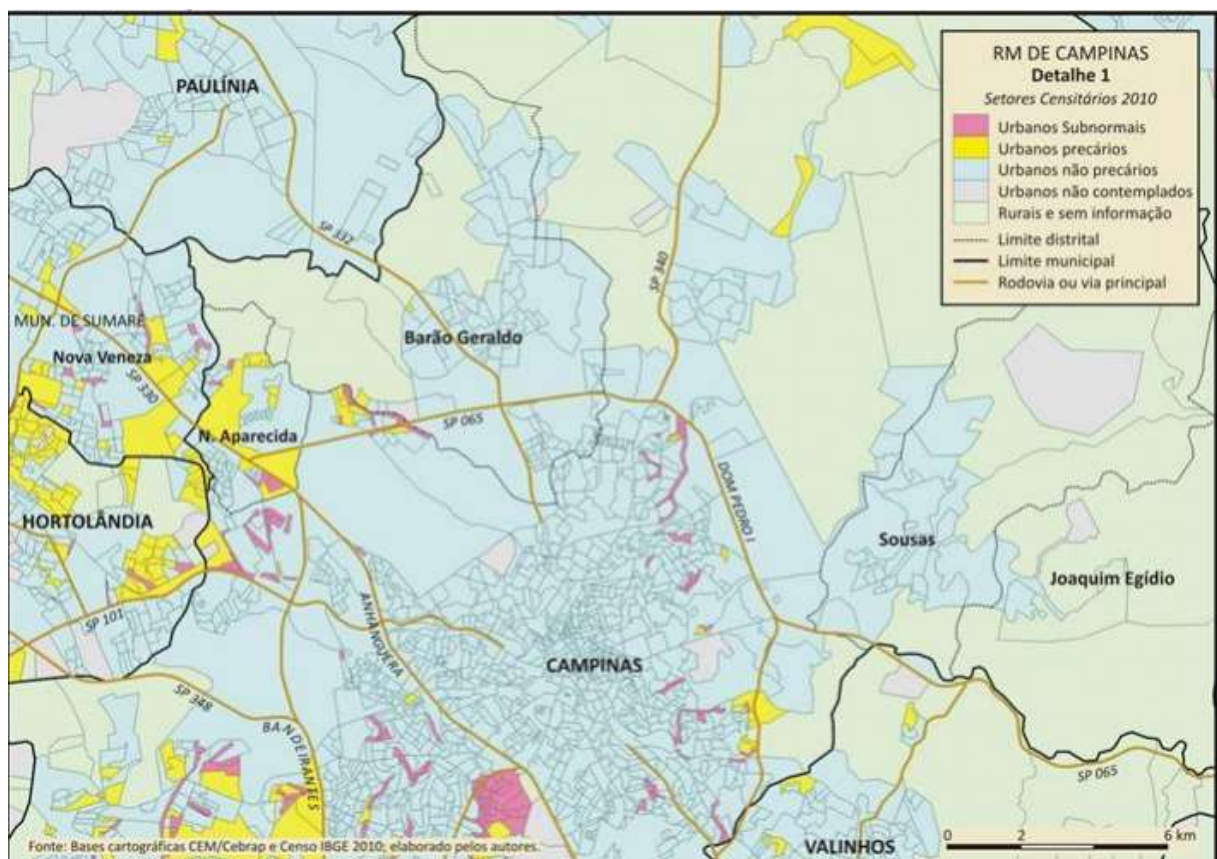 RM DE CAMPINAS
Detalhe 1
Setores Censitários 2010
Urbanos Subnormais
Urbanos precários
Urbanos não precários
Urbanos não contemplados
Rurais e sem informação
Limite distrital
Limite municipal
Rodovia ou via principal
PAULÍNIA
SP 332
SP 340
MUN. DE SUMARÉ
Nova Veneza
SP 330
Barão Geraldo
N. Aparecida
SP 065
HORTOLÂNDIA
DOM PEDRO I
Sousas
Joaquim Egídio
SP 101
ANHANGUERA
CAMPINAS
SP 348
BANDEIRANTES
SP 065
VALINHOS
0 2 6 km
Fonte: Bases cartográficas CEM/Cebrap e Censo IBGE 2010; elaborado pelos autores.